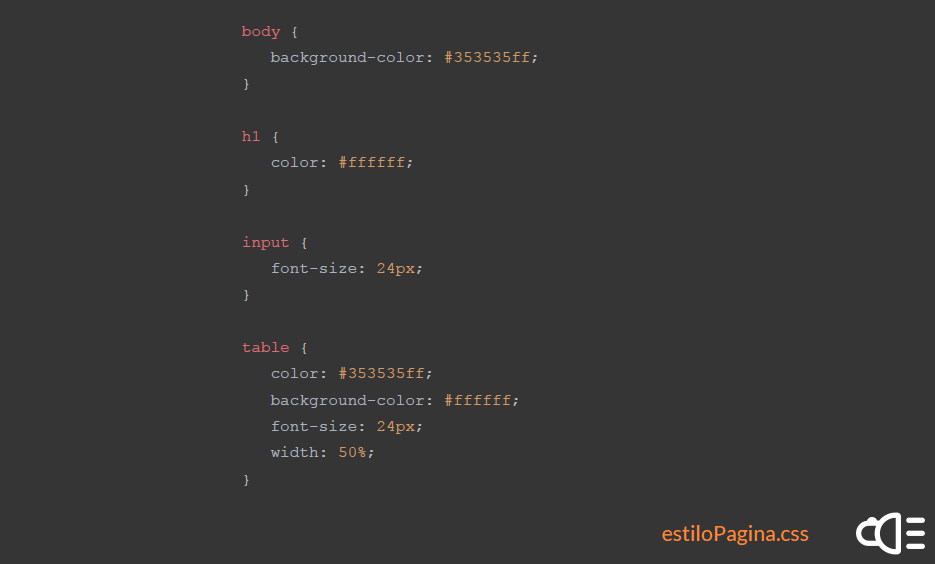 body {
   background-color: #353535ff;
}

h1 {
   color: #ffffff;
}

input {
   font-size: 24px;
}

table {
   color: #353535ff;
   background-color: #ffffff;
   font-size: 24px;
   width: 50%;
}
estiloPagina.css